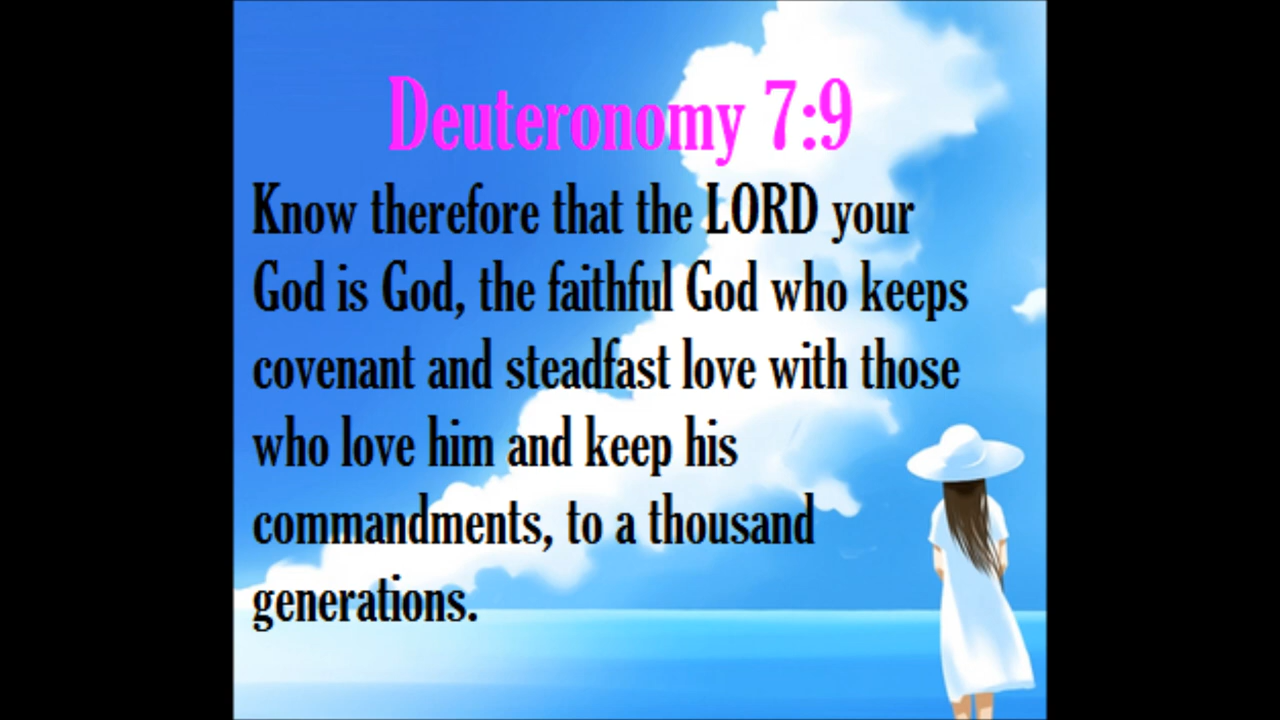 Deuteronomy 7:9
Know therefore that the LORD your
God is God, the faithful God who keeps
covenant and steadfast love with those
who love him and keep his
commandments, to a thousand
generations.